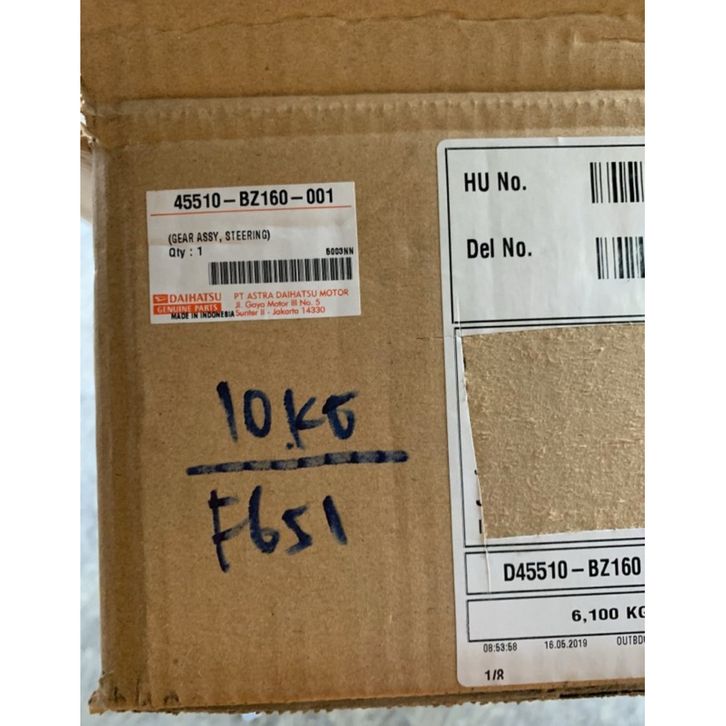 45510-BZ160-001
(GEAR ASSY, STEERING)
Qty : 1
5003NN
DAIHATSU
GENUINE PARTS
MADE IN INDONESIA
PT ASTRA DAIHATSU MOTOR
Jl. Gaya Motor III No. 5
Sunter II - Jakarta 14330
10KG
F651
HU No.
Del No.
D45510-BZ160
6,100 KG
08:53:58 16.05.2019
1/8